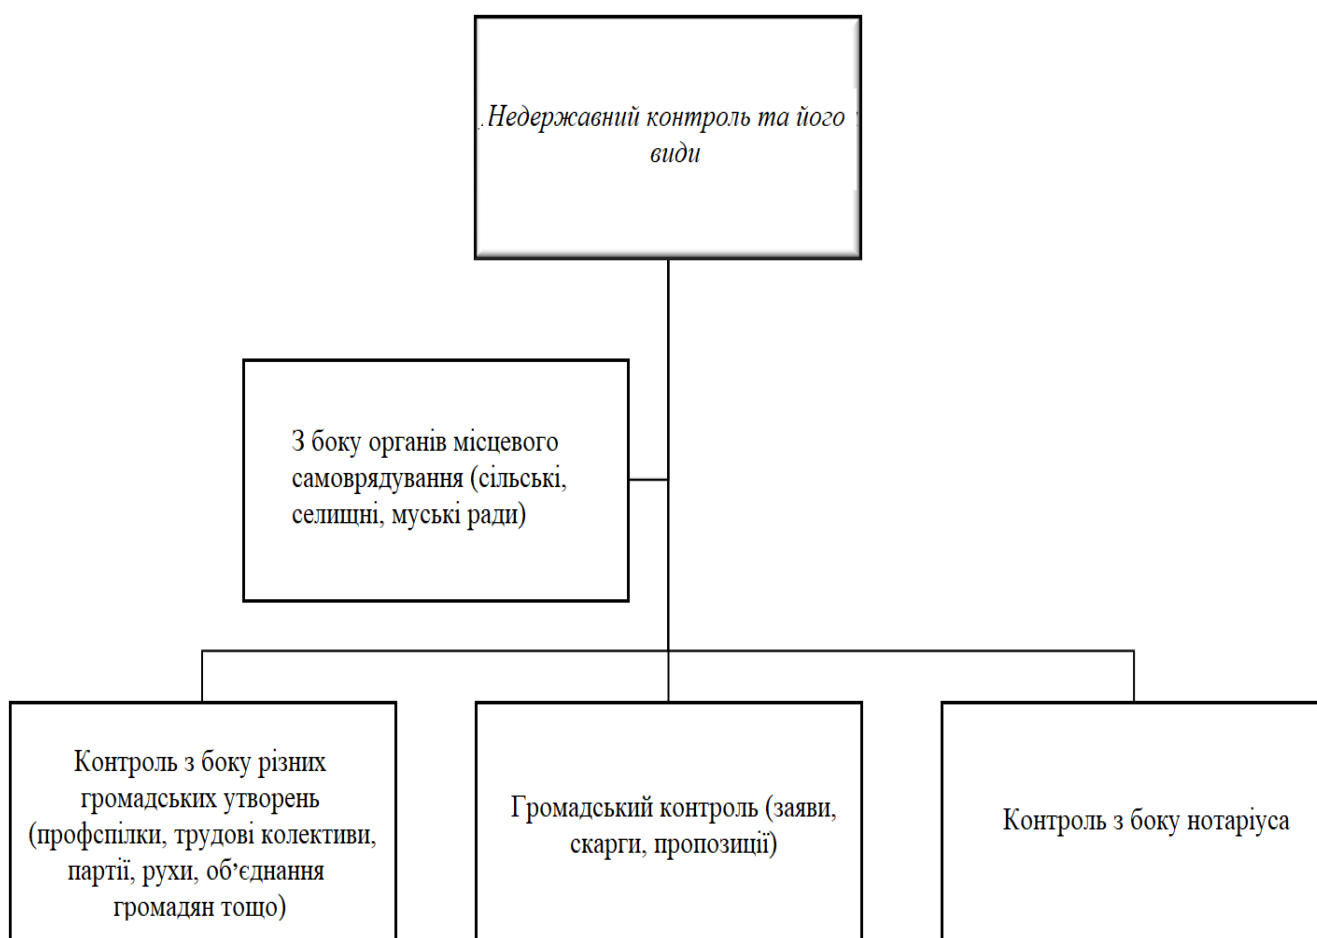 Недержавний контроль та його
види
З боку органів місцевого
самоврядування (сільські,
селищні, муські ради)
Контроль з боку різних
громадських утворень
(профспілки, трудові колективи,
партії, рухи, об’єднання
громадян тощо)
Громадський контроль (заяви,
скарги, пропозиції)
Контроль з боку нотаріуса